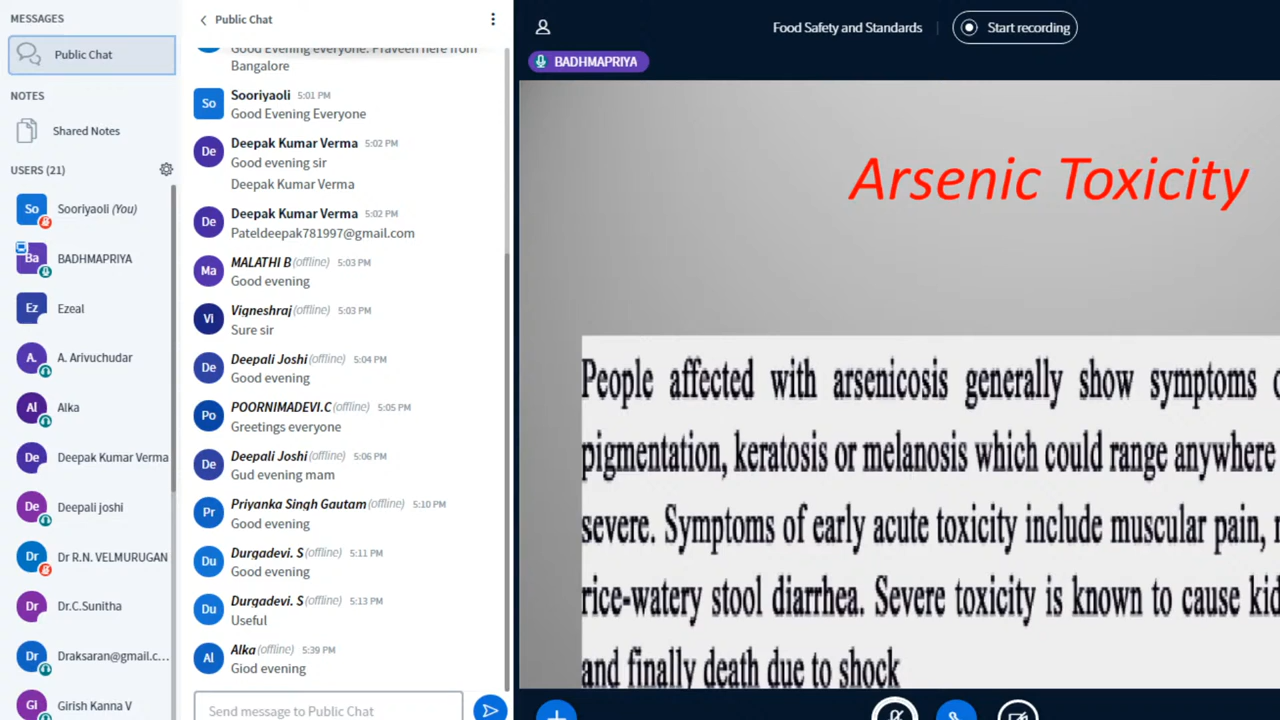 MESSAGES
Public Chat
NOTES
Shared Notes
USERS (21)
So
Sooriyaoli (You)
Ba
BADHMAPRIYA
Ez
Ezeal
A.
A. Arivuchudar
Al
Alka
De
Deepak Kumar Verma
De
Deepali joshi
Dr
Dr R.N. VELMURUGAN
Dr
Dr.C.Sunitha
Dr
Draksaran@gmail.c...
Gi
Girish Kanna V
Public Chat
Good Evening everyone. Praveen here from
Bangalore
So
Sooriyaoli 5:01 PM
Good Evening Everyone
De
Deepak Kumar Verma 5:02 PM
Good evening sir
Deepak Kumar Verma
De
Deepak Kumar Verma 5:02 PM
Pateldeepak781997@gmail.com
Ma
MALATHI B (offline) 5:03 PM
Good evening
Vi
Vigneshraj (offline) 5:03 PM
Sure sir
De
Deepali Joshi (offline) 5:04 PM
Good evening
Po
POORNIMADEVI.C (offline) 5:05 PM
Greetings everyone
De
Deepali Joshi (offline) 5:06 PM
Gud evening mam
Pr
Priyanka Singh Gautam (offline) 5:10 PM
Good evening
Du
Durgadevi. S (offline) 5:11 PM
Good evening
Du
Durgadevi. S (offline) 5:13 PM
Useful
Al
Alka (offline) 5:39 PM
Giod evening
Send message to Public Chat
Food Safety and Standards
Start recording
BADHMAPRIYA
Arsenic Toxicity
People affected with arsenicosis generally show symptoms
pigmentation, keratosis or melanosis which could range anywhere
severe. Symptoms of early acute toxicity include muscular pain,
rice-watery stool diarrhea. Severe toxicity is known to cause
and finally death due to shock